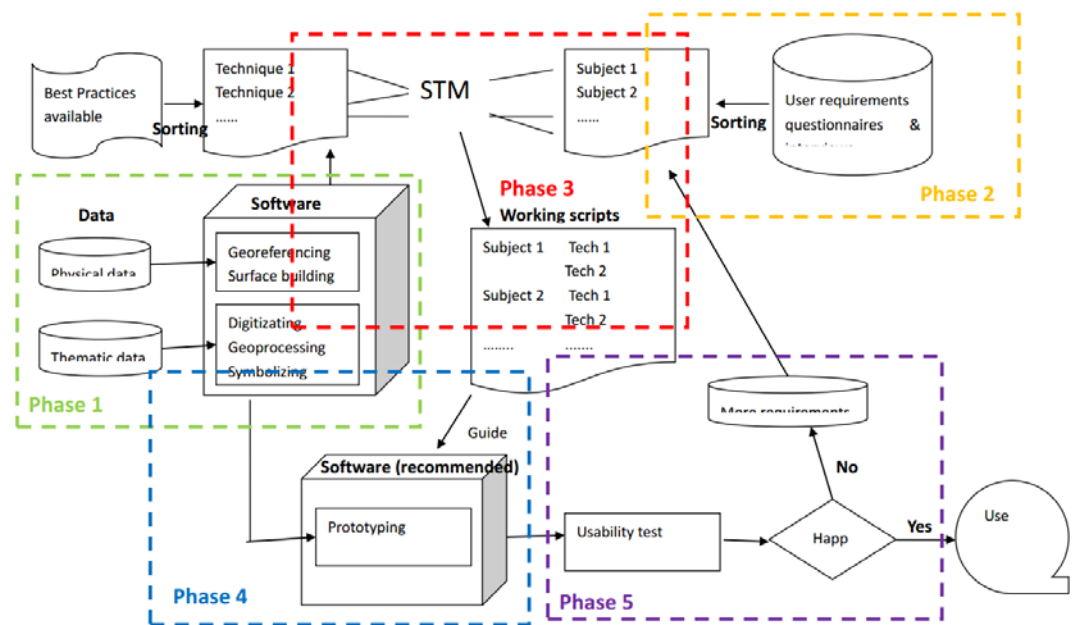 Best Practices
available
Sorting
Technique 1
Technique 2
......
STM
Subject 1
Subject 2
......
Sorting
User requirements
questionnaires &
Phase 2
Phase 3
Working scripts
Subject 1 Tech 1
Tech 2
Subject 2 Tech 1
Tech 2
........ .......
Data
Physical data
Thematic data
Software
Georeferencing
Surface building
Digitizating
Geoprocessing
Symbolizing
Phase 1
Guide
Software (recommended)
Prototyping
Phase 4
Usability test
Happ
No
More requirements
Yes
Use
Phase 5